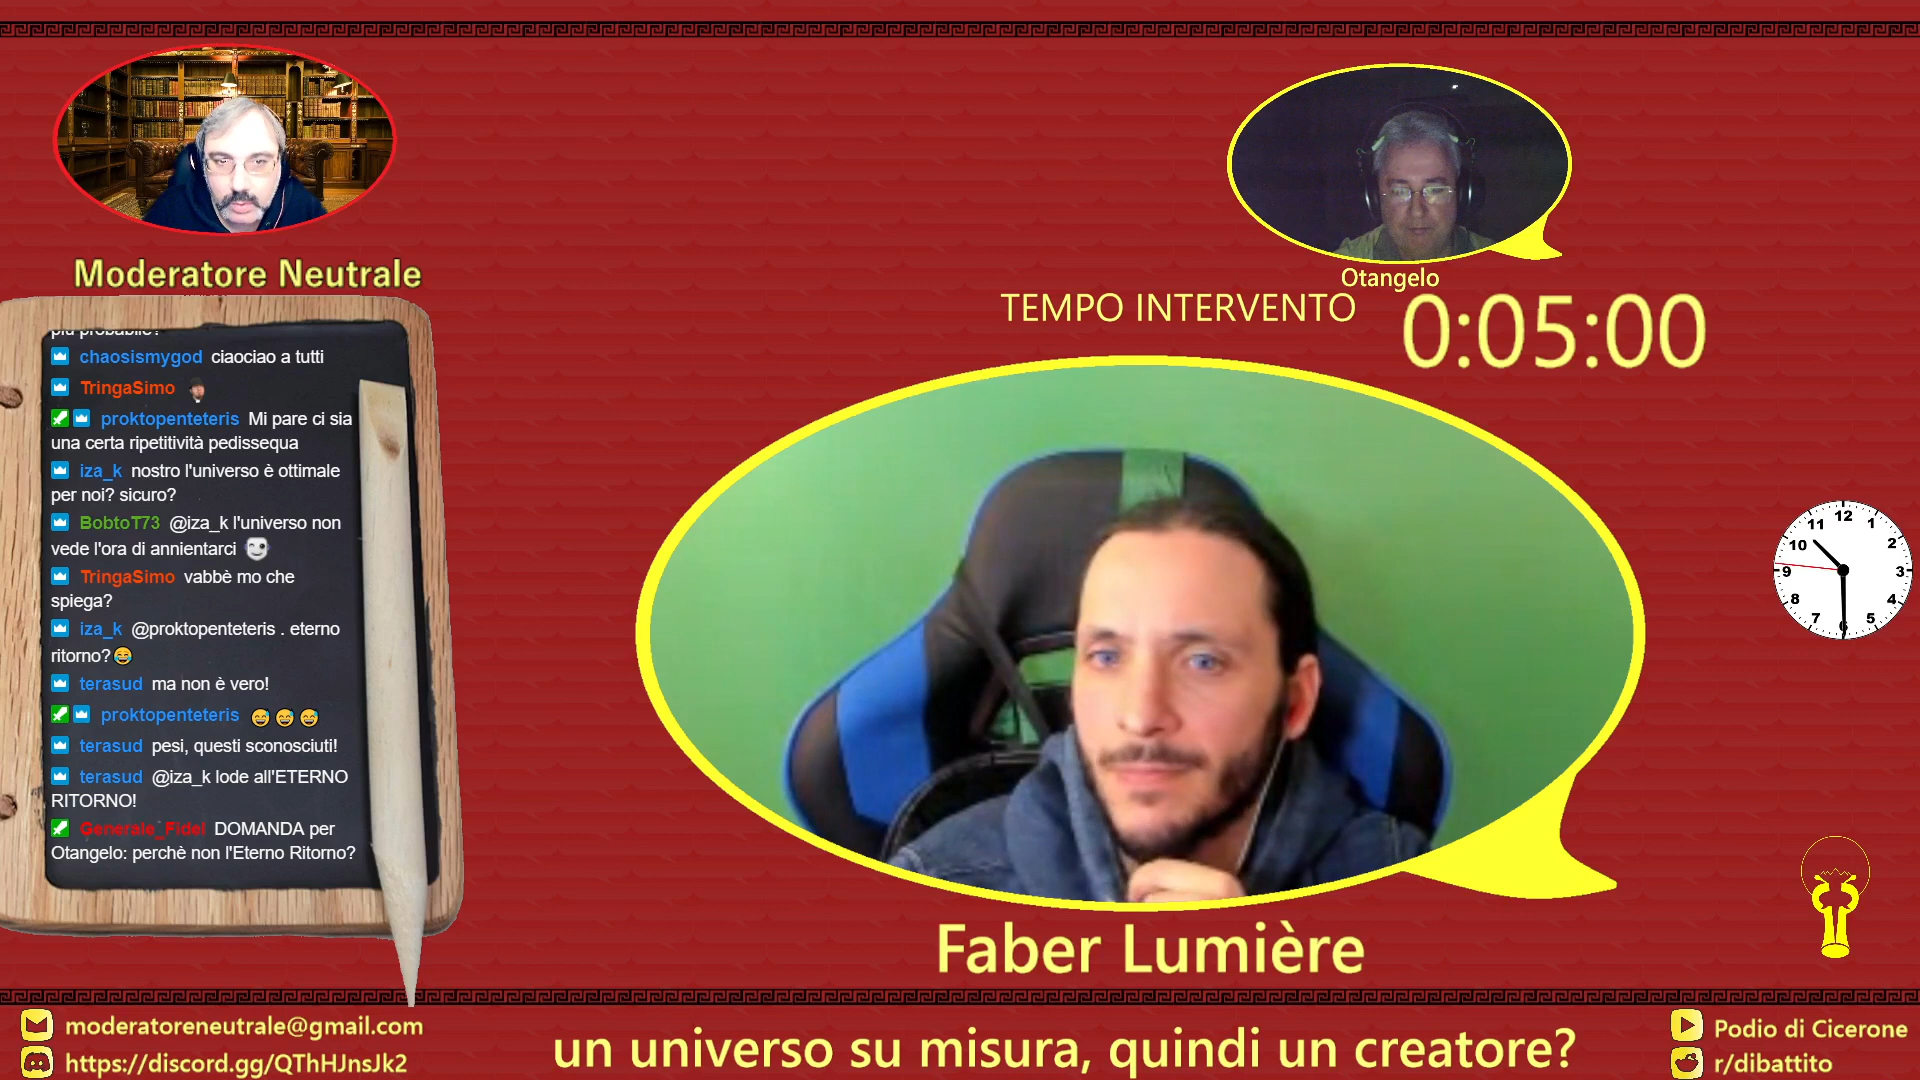 Moderatore Neutrale
più probabile?
chaosismygod ciaociao a tutti
TringaSimo
proktopenteteris Mi pare ci sia
una certa ripetitività pedissequa
iza_k nostro l'universo è ottimale
per noi? sicuro?
BobtoT73 @iza_k l'universo non
vede l'ora di annientarci
TringaSimo vabbè mo che
spiega?
iza_k @proktopenteteris . eterno
ritorno?😂
terasud ma non è vero!
proktopenteteris 😅😅😅
terasud pesi, questi sconosciuti!
terasud @iza_k lode all'ETERNO
RITORNO!
Generale_Fidel DOMANDA per
Otangelo: perchè non l'Eterno Ritorno?
Otangelo
TEMPO INTERVENTO 0:05:00
12
11 1
10 2
9 3
8 4
7 5
6
Faber Lumière
moderatoreneutrale@gmail.com
https://discord.gg/QThHJnsJk2
un universo su misura, quindi un creatore?
Podio di Cicerone
r/dibattito